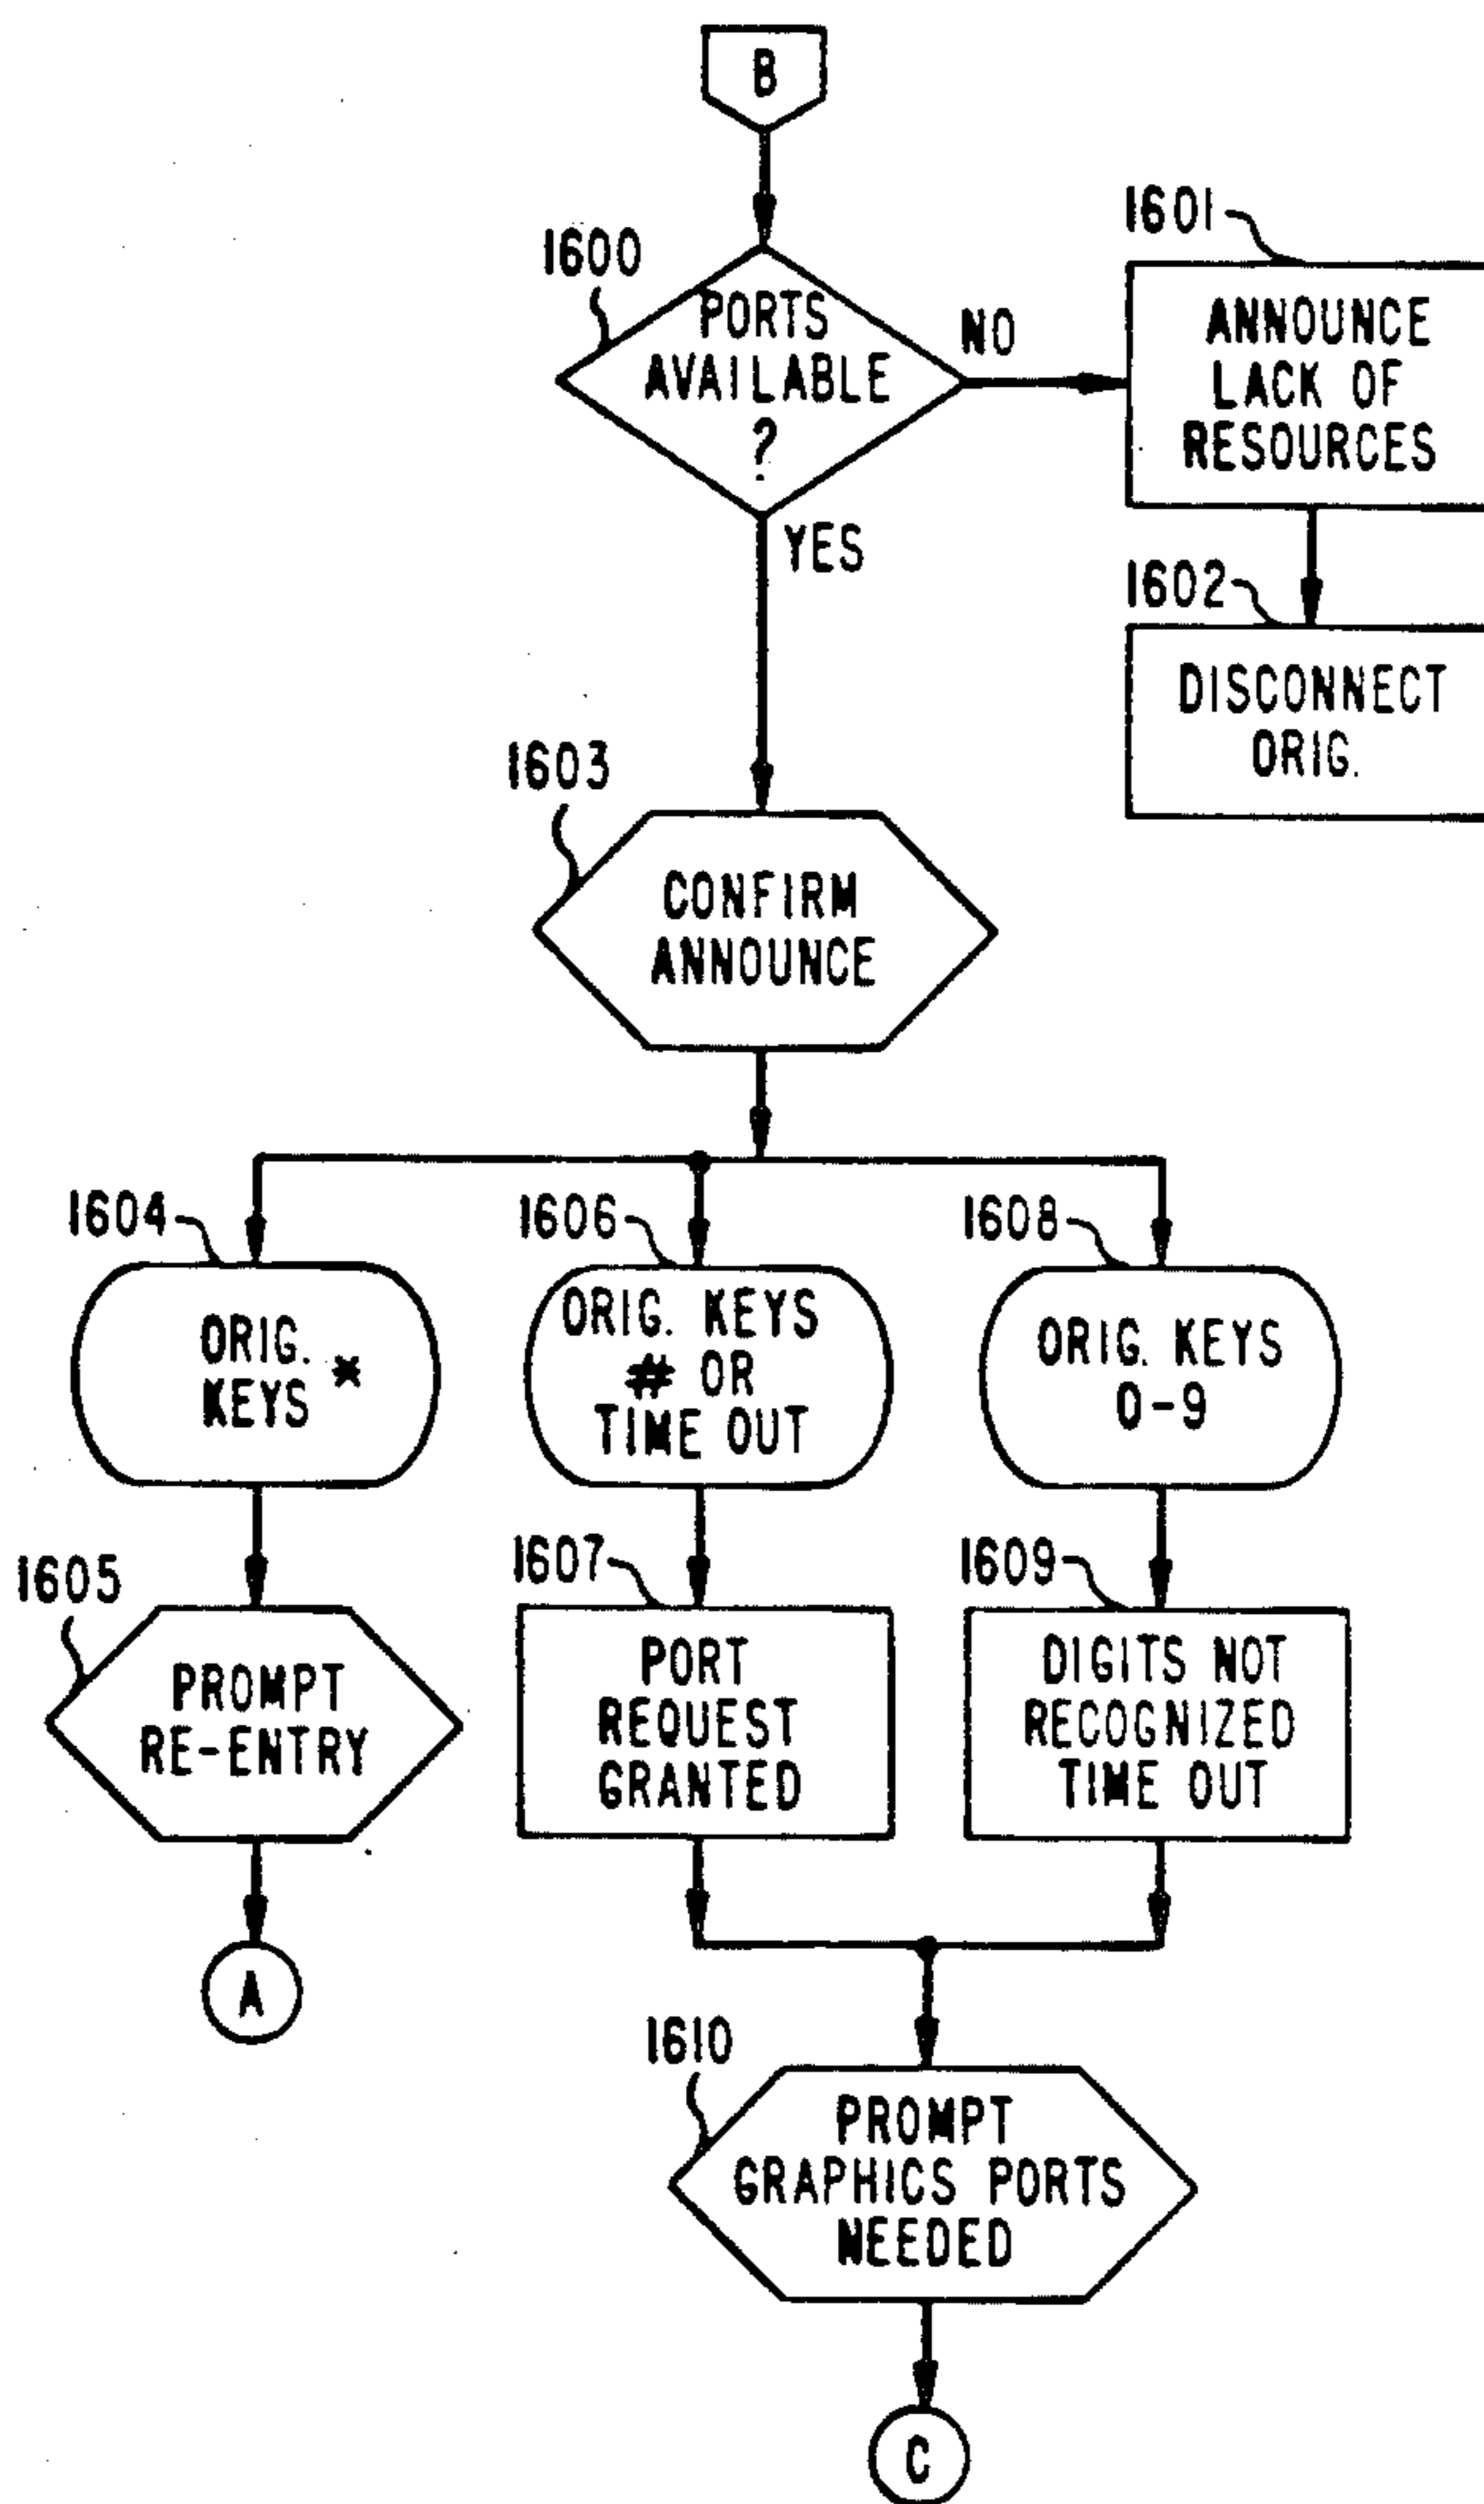 B
1600
PORTS
AVAILABLE
?
NO
YES
1601
ANNOUNCE
LACK OF
RESOURCES
1602
DISCONNECT
ORIG.
1603
CONFIRM
ANNOUNCE
1604
ORIG.
KEYS *
1606
ORIG. KEYS
# OR
TIME OUT
1608
ORIG. KEYS
0-9
1605
PROMPT
RE-ENTRY
1607
PORT
REQUEST
GRANTED
1609
DIGITS NOT
RECOGNIZED
TIME OUT
A
1610
PROMPT
GRAPHICS PORTS
NEEDED
C